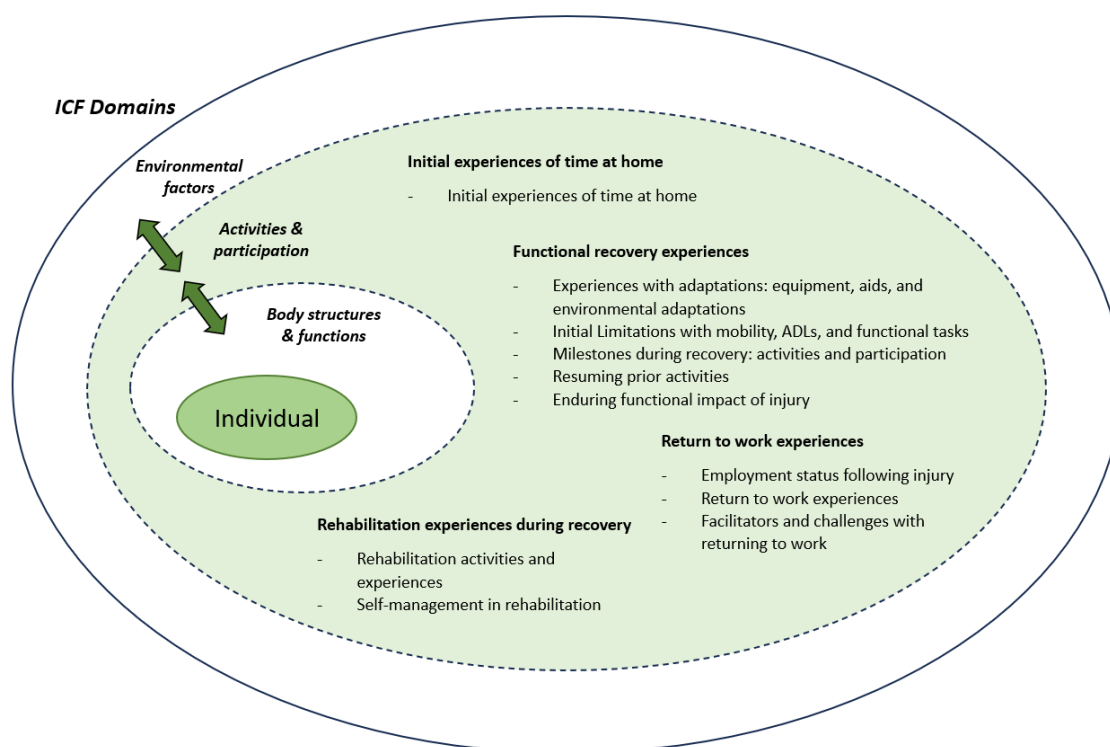 ICF Domains
Environmental
factors
Activities &
participation
Body structures
& functions
Individual
Initial experiences of time at home
- Initial experiences of time at home
Functional recovery experiences
- Experiences with adaptations: equipment, aids, and
environmental adaptations
- Initial Limitations with mobility, ADLs, and functional tasks
- Milestones during recovery: activities and participation
- Resuming prior activities
- Enduring functional impact of injury
Return to work experiences
- Employment status following injury
- Return to work experiences
- Facilitators and challenges with
returning to work
Rehabilitation experiences during recovery
- Rehabilitation activities and
experiences
- Self-management in rehabilitation